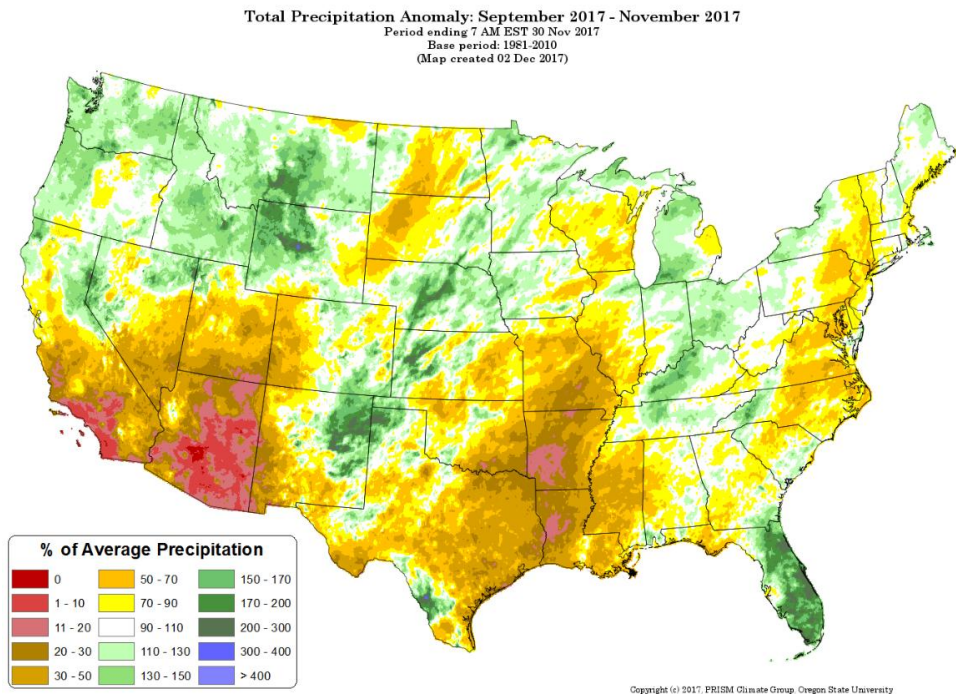 Total Precipitation Anomaly: September 2017 - November 2017
Period ending 7 AM EST 30 Nov 2017
Base period: 1981-2010
(Map created 02 Dec 2017)
% of Average Precipitation
0
50 - 70
150 - 170
1 - 10
70 - 90
170 - 200
11 - 20
90 - 110
200 - 300
20 - 30
110 - 130
300 - 400
30 - 50
130 - 150
> 400
Copyright (c) 2017, PRISM Climate Group, Oregon State University